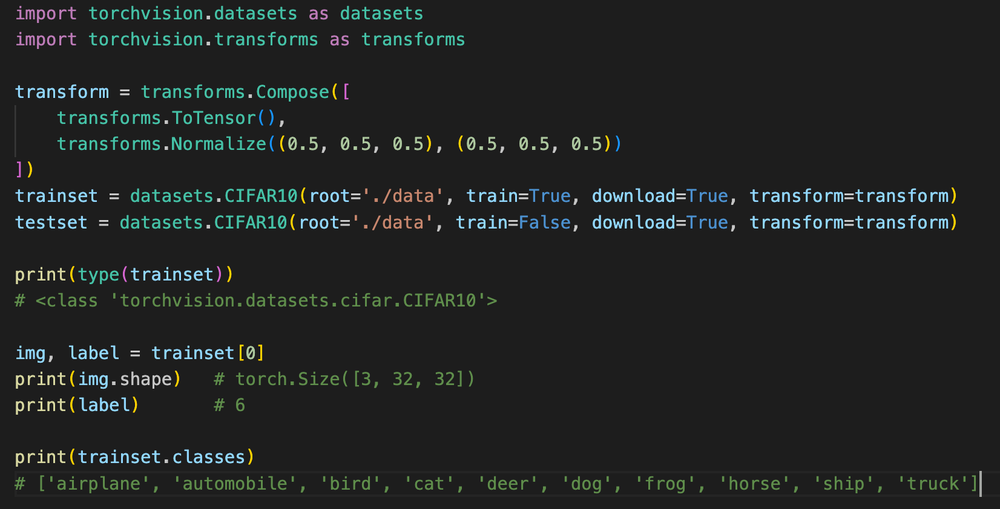 import torchvision.datasets as datasets
import torchvision.transforms as transforms

transform = transforms.Compose([
    transforms.ToTensor(),
    transforms.Normalize((0.5, 0.5, 0.5), (0.5, 0.5, 0.5))
])
trainset = datasets.CIFAR10(root='./data', train=True, download=True, transform=transform)
testset = datasets.CIFAR10(root='./data', train=False, download=True, transform=transform)

print(type(trainset))
# <class 'torchvision.datasets.cifar.CIFAR10'>

img, label = trainset[0]
print(img.shape)   # torch.Size([3, 32, 32])
print(label)       # 6

print(trainset.classes)
# ['airplane', 'automobile', 'bird', 'cat', 'deer', 'dog', 'frog', 'horse', 'ship', 'truck']